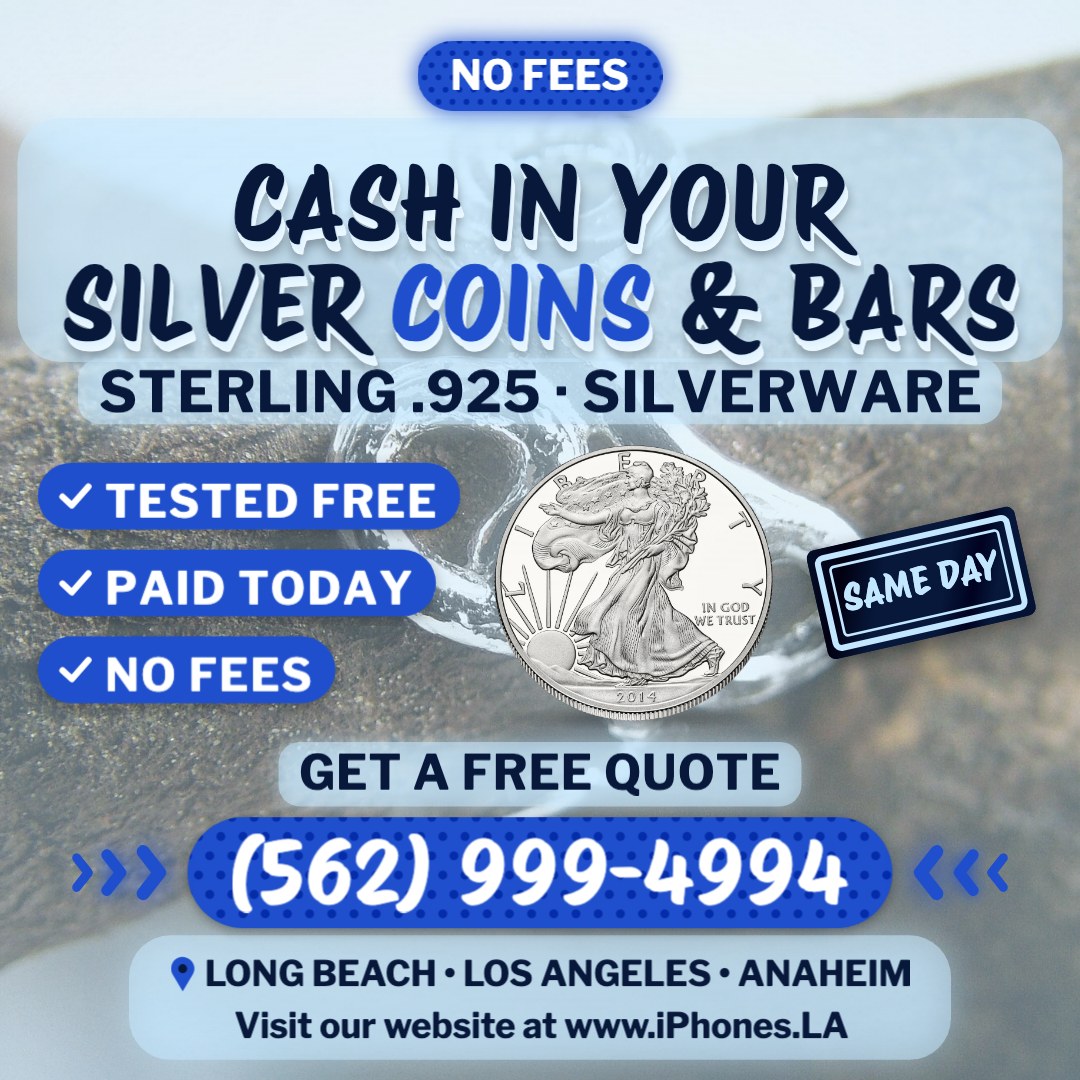 NO FEES
CASH IN YOUR
SILVER COINS & BARS
STERLING .925 · SILVERWARE
✓ TESTED FREE
✓ PAID TODAY
✓ NO FEES
LIBERTY
IN GOD
WE TRUST
2014
SAME DAY
GET A FREE QUOTE
(562) 999-4994
LONG BEACH • LOS ANGELES • ANAHEIM
Visit our website at www.iPhones.LA